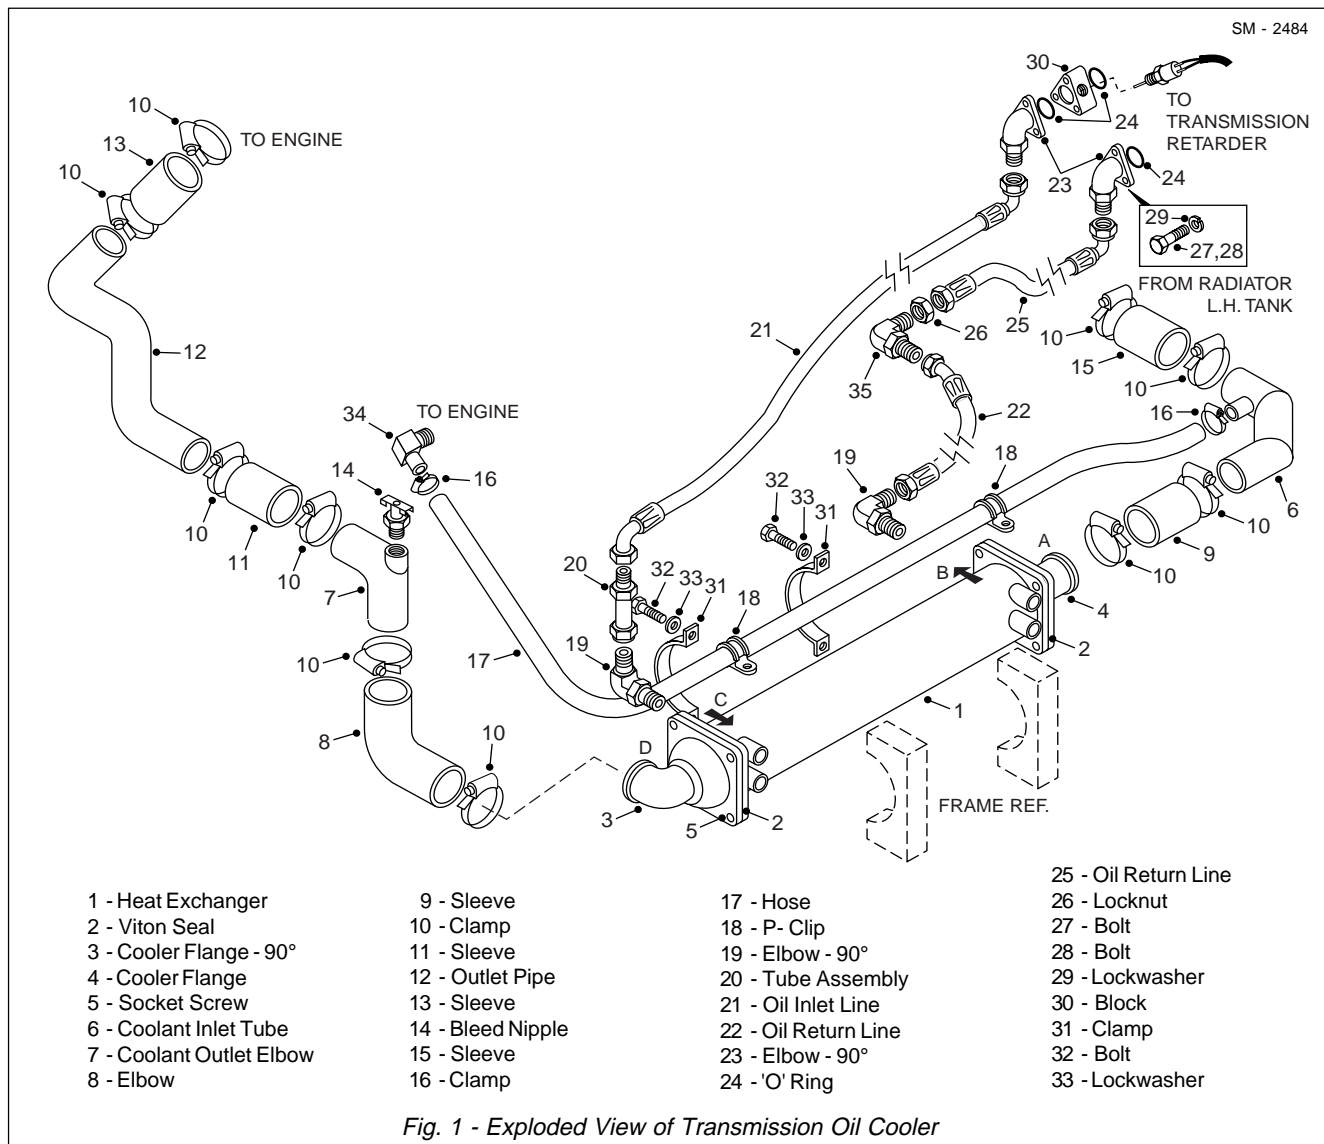 SM - 2484
30
10
TO ENGINE
13
TO
TRANSMISSION
RETARDER
24
10
23
24
29
27,28
FROM RADIATOR
L.H. TANK
21
26
25
10
12
35
15
10
34
TO ENGINE
22
16
14
16
19
18
32
33
31
6
10
11
10
9
10
A
B
20
32
33
31
18
4
7
2
10
17
19
C
1
8
10
D
FRAME REF.
3
5
2
1 - Heat Exchanger
2 - Viton Seal
3 - Cooler Flange - 90°
4 - Cooler Flange
5 - Socket Screw
6 - Coolant Inlet Tube
7 - Coolant Outlet Elbow
8 - Elbow
9 - Sleeve
10 - Clamp
11 - Sleeve
12 - Outlet Pipe
13 - Sleeve
14 - Bleed Nipple
15 - Sleeve
16 - Clamp
17 - Hose
18 - P- Clip
19 - Elbow - 90°
20 - Tube Assembly
21 - Oil Inlet Line
22 - Oil Return Line
23 - Elbow - 90°
24 - 'O' Ring
25 - Oil Return Line
26 - Locknut
27 - Bolt
28 - Bolt
29 - Lockwasher
30 - Block
31 - Clamp
32 - Bolt
33 - Lockwasher
Fig. 1 - Exploded View of Transmission Oil Cooler